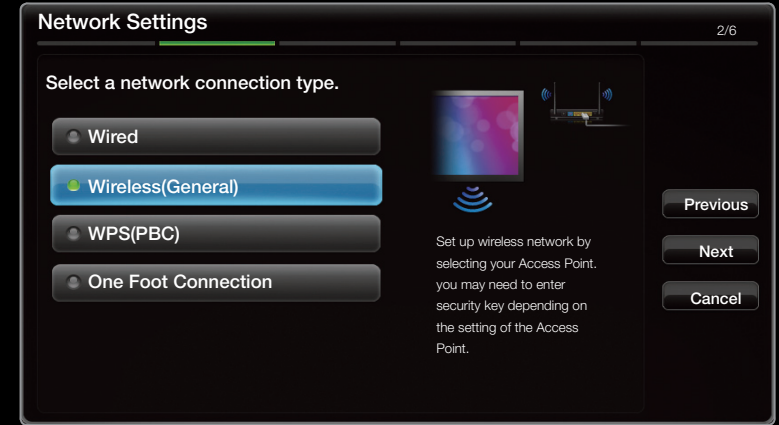 Network Settings
2/6
Select a network connection type.
Wired
Wireless(General)
WPS(PBC)
One Foot Connection
Set up wireless network by
selecting your Access Point.
you may need to enter
security key depending on
the setting of the Access
Point.
Previous
Next
Cancel